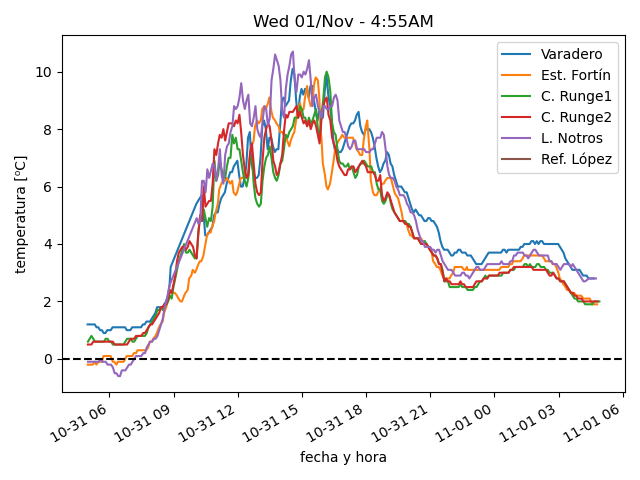 Wed 01/Nov - 4:55AM
temperatura [ºC]
10
8
6
4
2
0
Varadero
Est. Fortín
C. Runge1
C. Runge2
L. Notros
Ref. López
10-31 06
10-31 09
10-31 12
10-31 15
10-31 18
10-31 21
11-01 00
11-01 03
11-01 06
fecha y hora